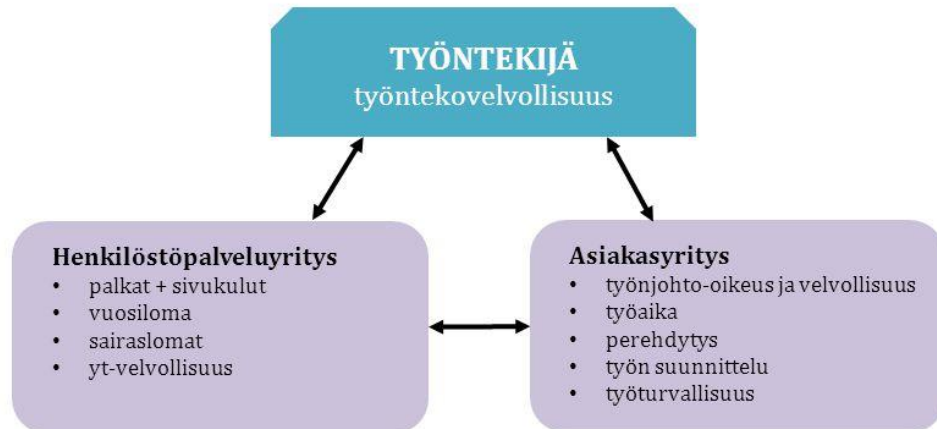 TYÖNTEKIJÄ
työntekovelvollisuus
Henkilöstöpalveluyritys
• palkat + sivukulut
• vuosiloma
• sairaslomat
• yt-velvollisuus
Asiakasyritys
• työnjohto-oikeus ja velvollisuus
• työaika
• perehdytys
• työn suunnittelu
• työturvallisuus